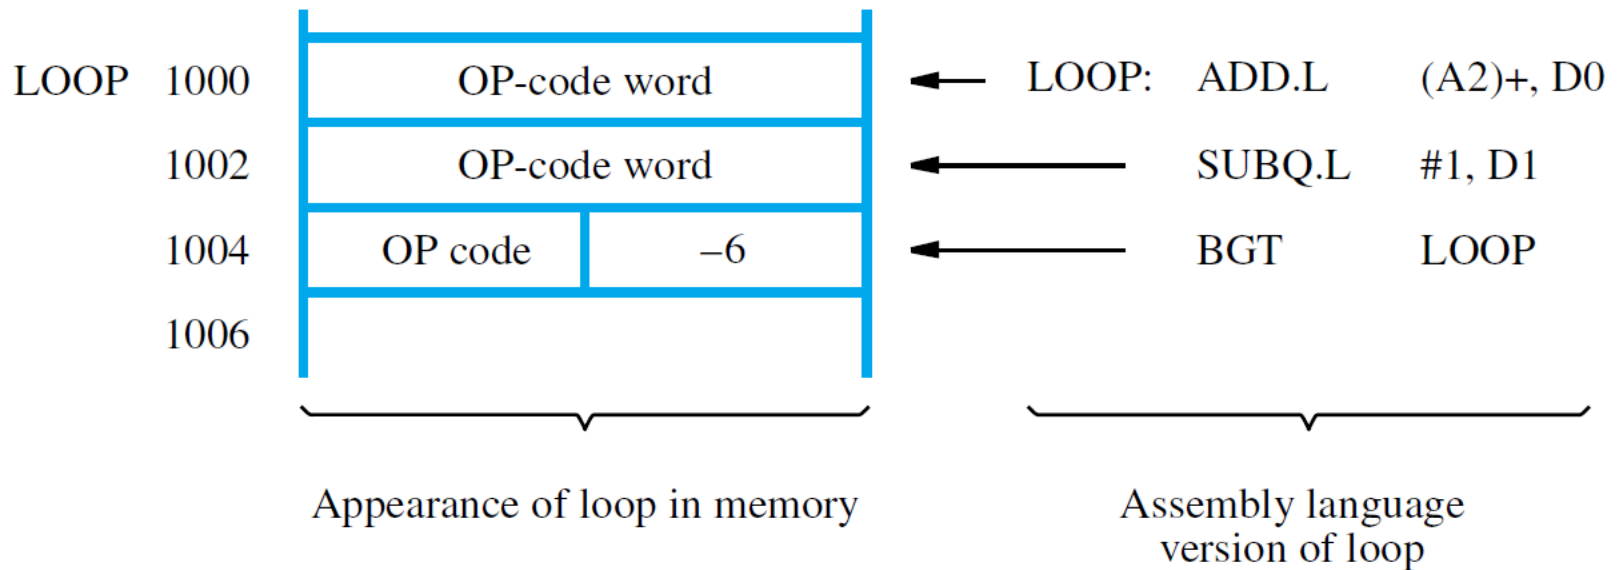 LOOP 1000 OP-code word LOOP: ADD.L (A2)+, D0
1002 OP-code word SUBQ.L #1, D1
1004 OP code –6 BGT LOOP
1006
Appearance of loop in memory
Assembly language
version of loop